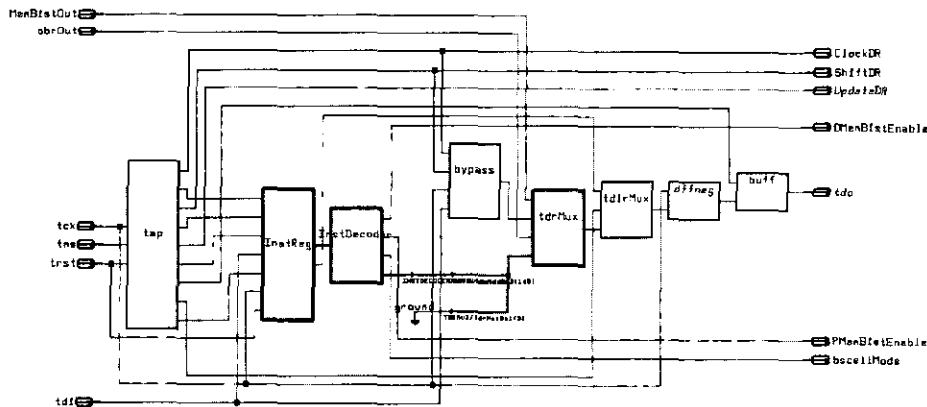 MemBistOut
obrOut
ClockDR
ShiftDR
UpdateDR
DMemBistEnable
bypass
tap
InstReg
InstDecoder
tdrMux
tdirMux
dffneg
buff
tdo
tck
tms
trst
ground
PMemBistEnable
bscellMode
tdi